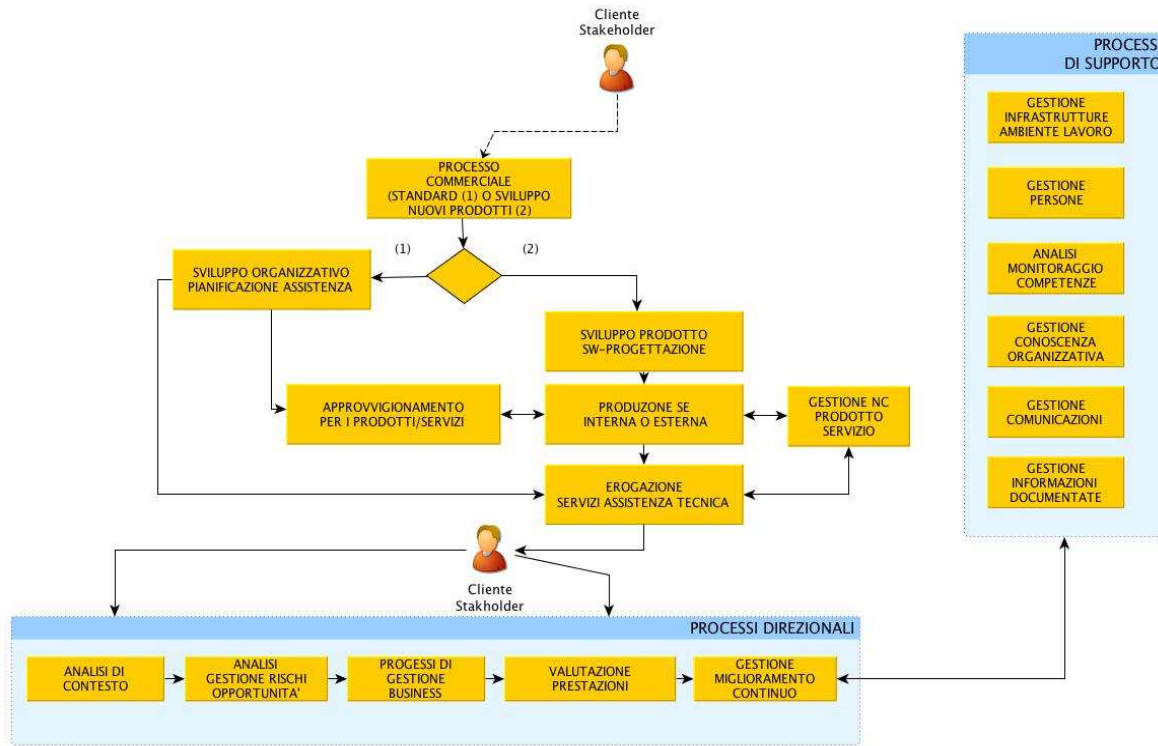 Cliente
Stakeholder
PROCESSO
COMMERCIALE
(STANDARD (1) O SVILUPPO
NUOVI PRODOTTI (2)
(1)
(2)
SVILUPPO ORGANIZZATIVO
PIANIFICAZIONE ASSISTENZA
SVILUPPO PRODOTTO
SW-PROGETTAZIONE
APPROVVIGIONAMENTO
PER I PRODOTTI/SERVIZI
PRODUZONE SE
INTERNA O ESTERNA
GESTIONE NC
PRODOTTO
SERVIZIO
EROGAZIONE
SERVIZI ASSISTENZA TECNICA
Cliente
Stakholder
PROCESSI DIREZIONALI
ANALISI DI
CONTESTO
ANALISI
GESTIONE RISCHI
OPPORTUNITA'
PROGESSI DI
GESTIONE
BUSINESS
VALUTAZIONE
PRESTAZIONI
GESTIONE
MIGLIORAMENTO
CONTINUO
PROCESS
DI SUPPORTO
GESTIONE
INFRASTRUTTURE
AMBIENTE LAVORO
GESTIONE
PERSONE
ANALISI
MONITORAGGIO
COMPETENZE
GESTIONE
CONOSCENZA
ORGANIZZATIVA
GESTIONE
COMUNICAZIONI
GESTIONE
INFORMAZIONI
DOCUMENTATE